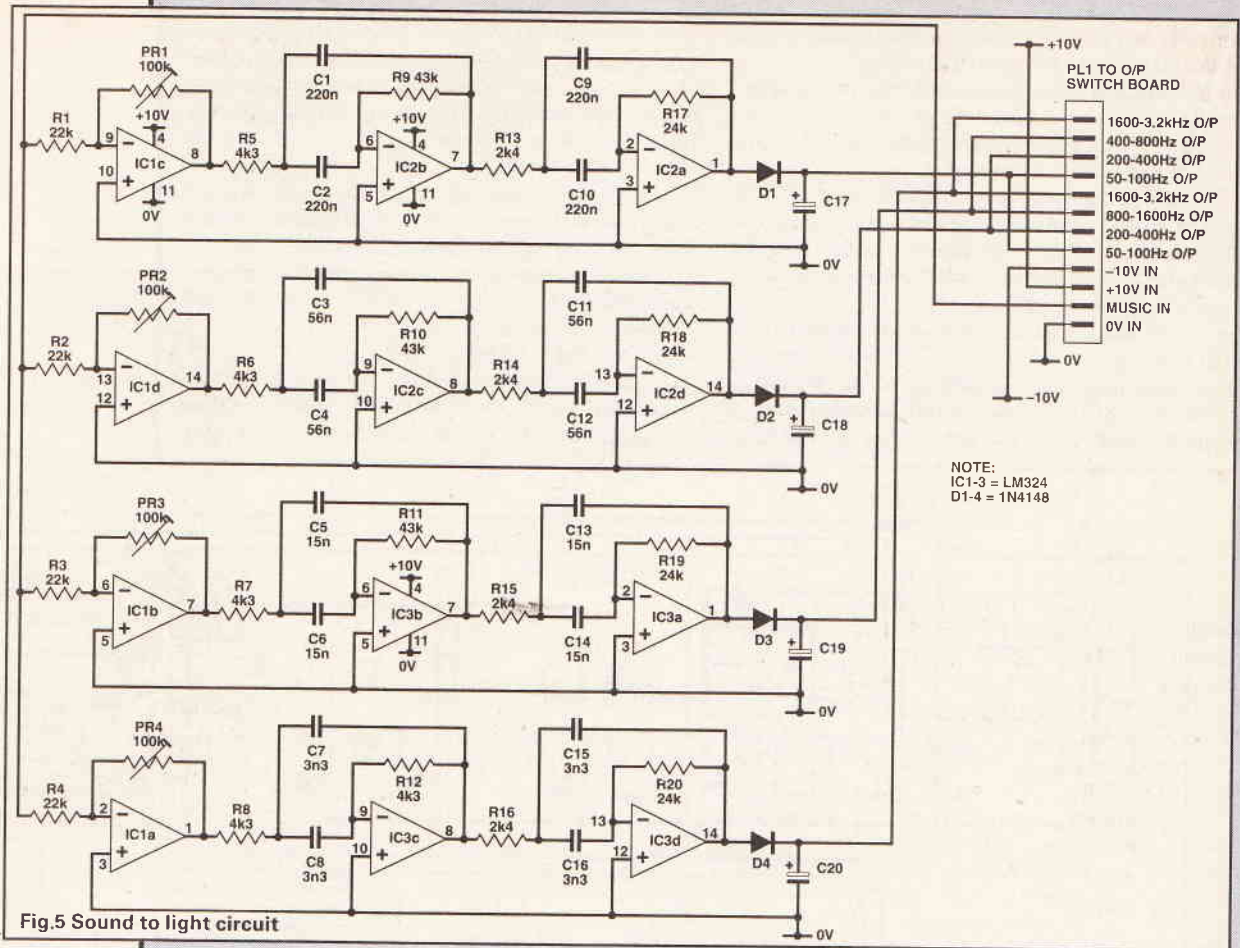 PR1
100k
R1
22k
9
10
+10V
4
IC1c
11
0V
8
R5
4k3
C1
220n
C2
220n
R9 43k
+10V
4
6
5
IC2b
7
11
0V
R13
2k4
C9
220n
C10
220n
R17
24k
2
3
IC2a
1
D1
+
C17
0V
PR2
100k
R2
22k
13
12
IC1d
14
R6
4k3
C3
56n
C4
56n
R10
43k
9
10
IC2c
8
R14
2k4
C11
56n
C12
56n
R18
24k
13
12
IC2d
14
D2
+
C18
0V
PR3
100k
R3
22k
6
5
IC1b
7
R7
4k3
C5
15n
C6
15n
R11
43k
+10V
4
6
5
IC3b
7
11
0V
R15
2k4
C13
15n
C14
15n
R19
24k
2
3
IC3a
1
D3
+
C19
0V
PR4
100k
R4
22k
2
3
IC1a
1
R8
4k3
C7
3n3
C8
3n3
R12
4k3
9
10
IC3c
8
R16
2k4
C15
3n3
C16
3n3
R20
24k
13
12
IC3d
14
D4
+
C20
0V
+10V
PL1 TO O/P
SWITCH BOARD
1600-3,2kHz O/P
400-800Hz O/P
200-400Hz O/P
50-100Hz O/P
1600-3,2kHz O/P
800-1600Hz O/P
200-400Hz O/P
50-100Hz O/P
–10V IN
+10V IN
MUSIC IN
0V IN
0V
–10V
NOTE:
IC1-3 = LM324
D1-4 = 1N4148
Fig.5 Sound to light circuit